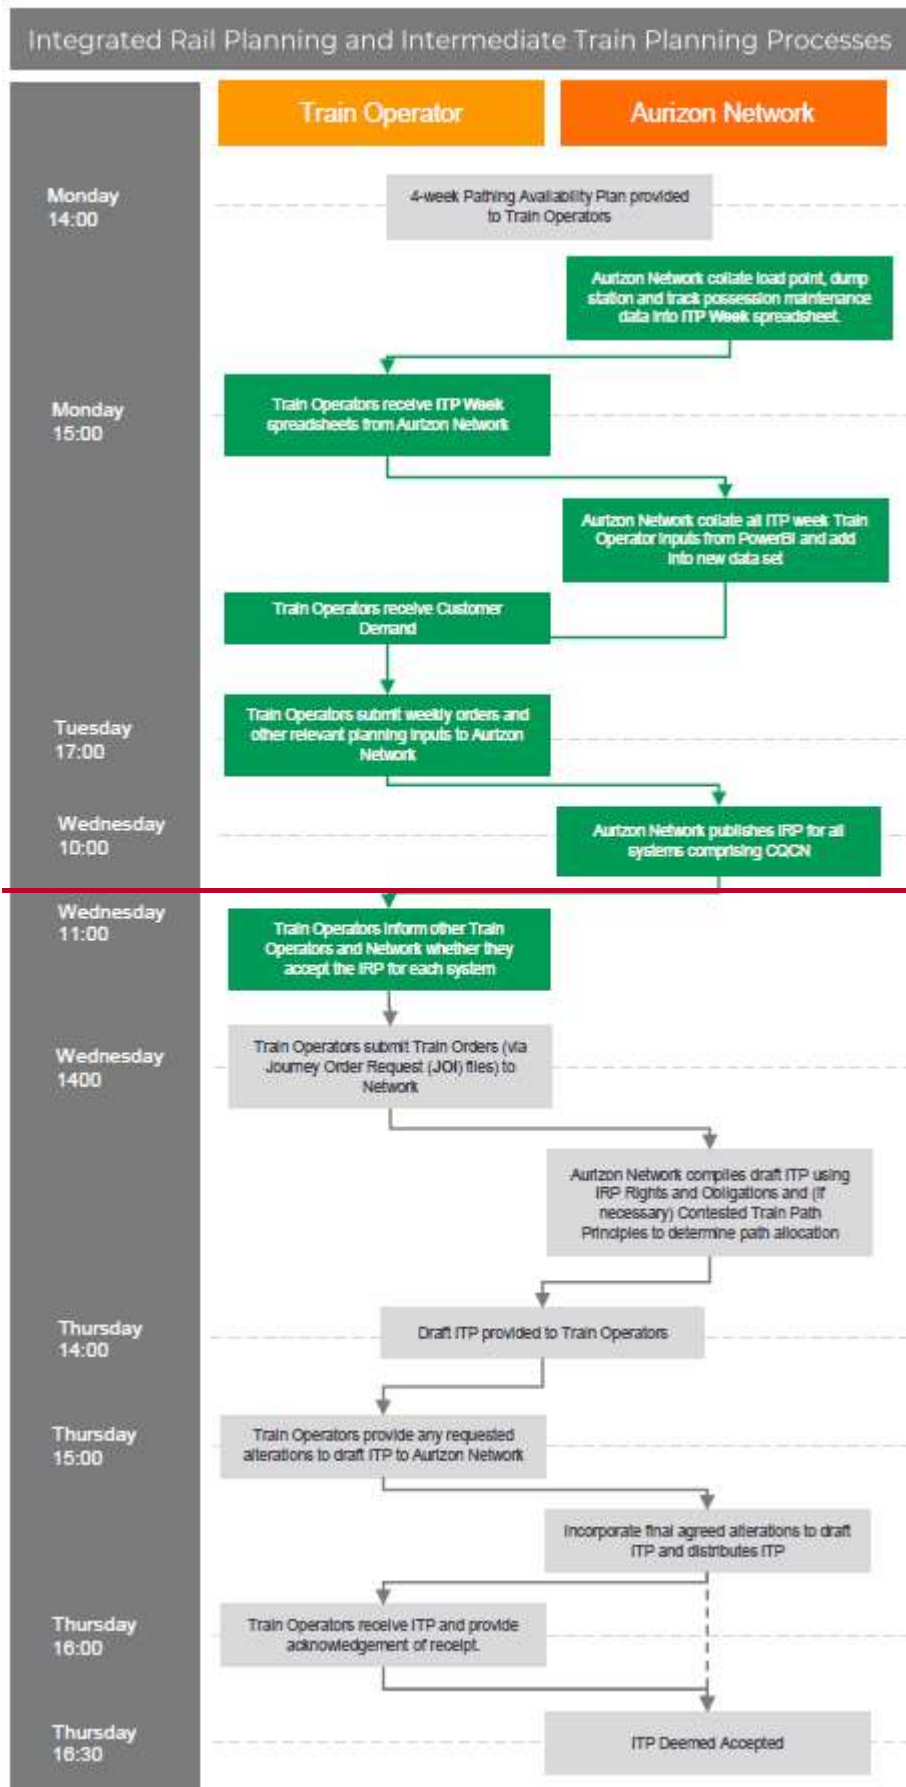 Integrated Rail Planning and Intermediate Train Planning Processes
Train Operator
Aurizon Network
Monday
14:00
4-week Pathing Availability Plan provided
to Train Operators
Aurizon Network collate load point, dump
station and track possession maintenance
data into ITP Week spreadsheet.
Monday
15:00
Train Operators receive ITP Week
spreadsheets from Aurizon Network
Aurizon Network collate all ITP week Train
Operator Inputs from PowerBI and add
into new data set
Train Operators receive Customer
Demand
Tuesday
17:00
Train Operators submit weekly orders and
other relevant planning inputs to Aurizon
Network
Wednesday
10:00
Aurizon Network publishes IRP for all
systems comprising CQCN
Wednesday
11:00
Train Operators inform other Train
Operators and Network whether they
accept the IRP for each system
Wednesday
1400
Train Operators submit Train Orders (via
Journey Order Request (JOI) files) to
Network
Aurizon Network compiles draft ITP using
IRP Rights and Obligations and (if
necessary) Contested Train Path
Principles to determine path allocation
Thursday
14:00
Draft ITP provided to Train Operators
Thursday
15:00
Train Operators provide any requested
alterations to draft ITP to Aurizon Network
Incorporate final agreed alterations to draft
ITP and distributes ITP
Thursday
16:00
Train Operators receive ITP and provide
acknowledgement of receipt.
Thursday
16:30
ITP Deemed Accepted